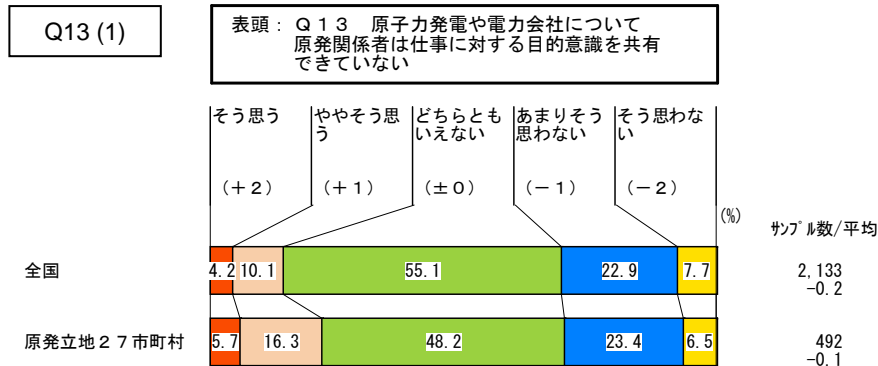 Q13 (1)
表頭： Ｑ１３　原子力発電や電力会社について
原発関係者は仕事に対する目的意識を共有
できていない
そう思う ややそう思 どちらとも あまりそう そう思わな
う いえない 思わない い
（＋２） （＋１） （±０） （－１） （－２）
(%)
ｻﾝﾌﾟﾙ数/平均
全国 4.2 10.1 55.1 22.9 7.7 2,133
-0.2
原発立地２７市町村 5.7 16.3 48.2 23.4 6.5 492
-0.1